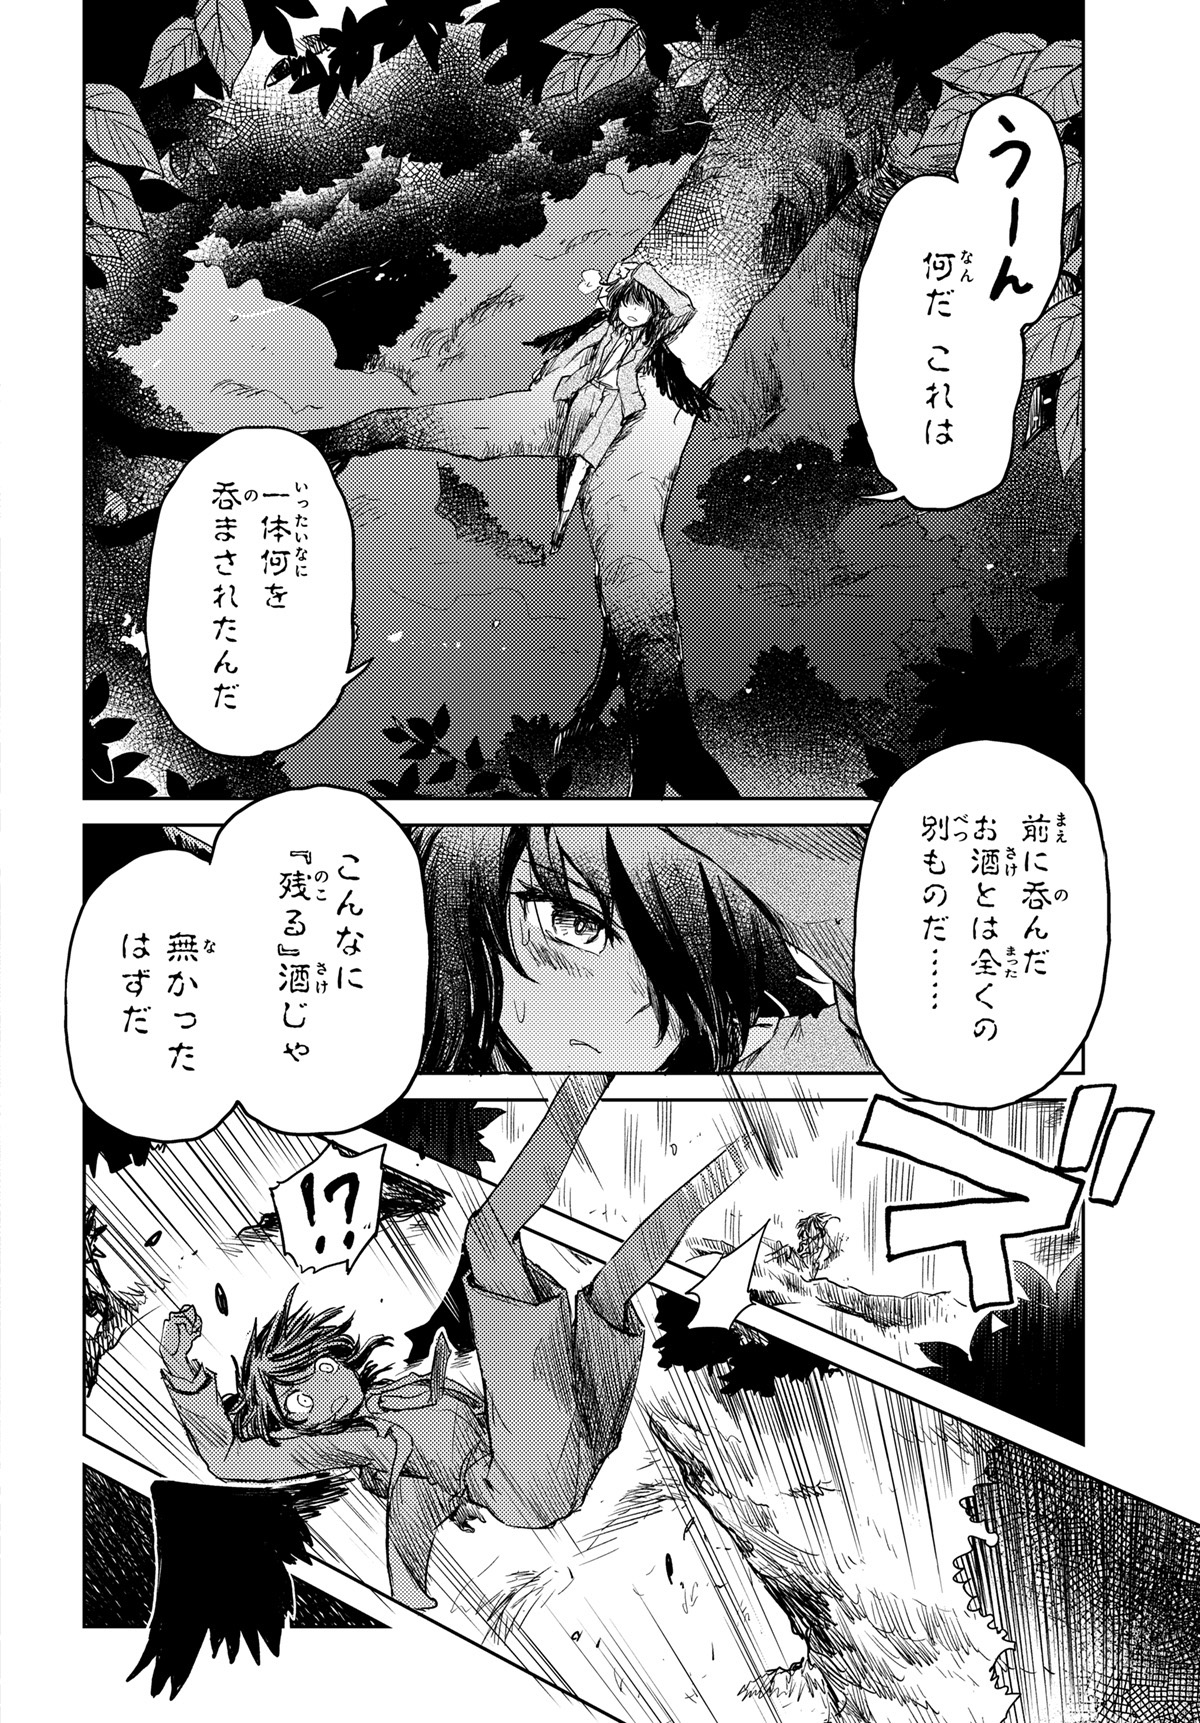 うーん
何だ これは
一体何を
呑まされたんだ
前に呑んだ
お酒とは全くの
別ものだ……
こんなに
『残る』酒じゃ
無かった
はずだ
!?